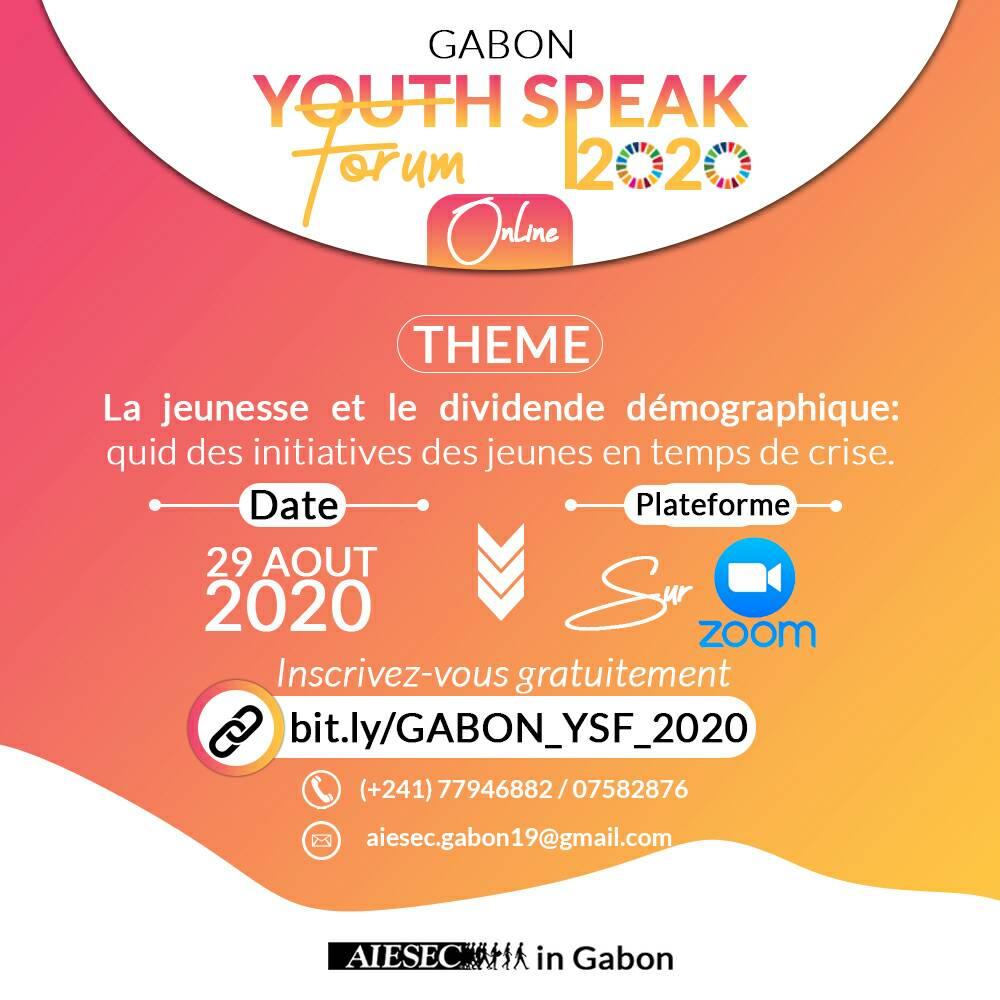 GABON
YOUTH SPEAK
Forum 2020
Online
THEME
La jeunesse et le dividende démographique:
quid des initiatives des jeunes en temps de crise.
Date
Plateforme
29 AOUT
2020
Sur
zoom
Inscrivez-vous gratuitement
bit.ly/GABON_YSF_2020
(+241) 77946882 / 07582876
aiesec.gabon19@gmail.com
AIESEC in Gabon